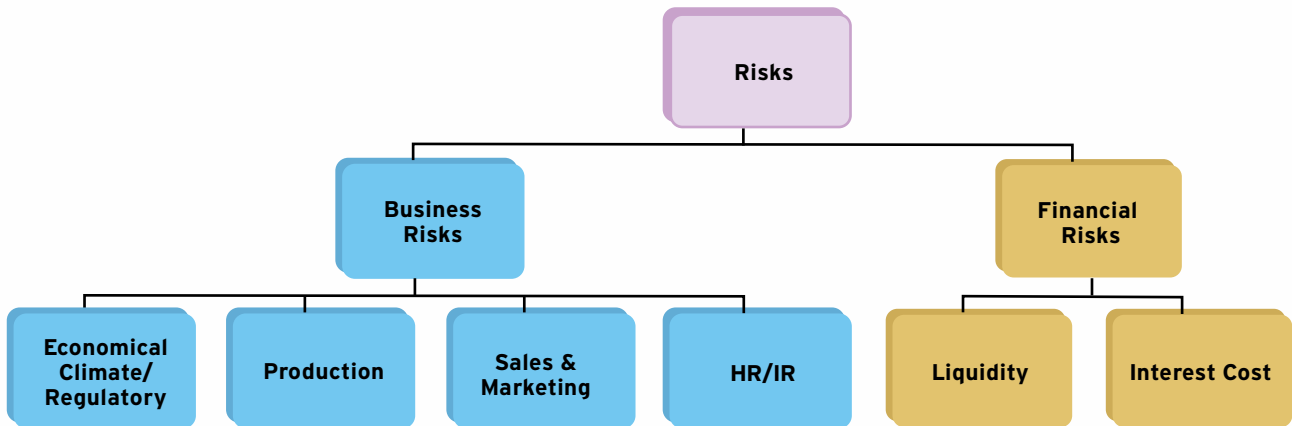 Risks
Business
Risks
Financial
Risks
Economical
Climate/
Regulatory
Production
Sales &
Marketing
HR/IR
Liquidity
Interest Cost